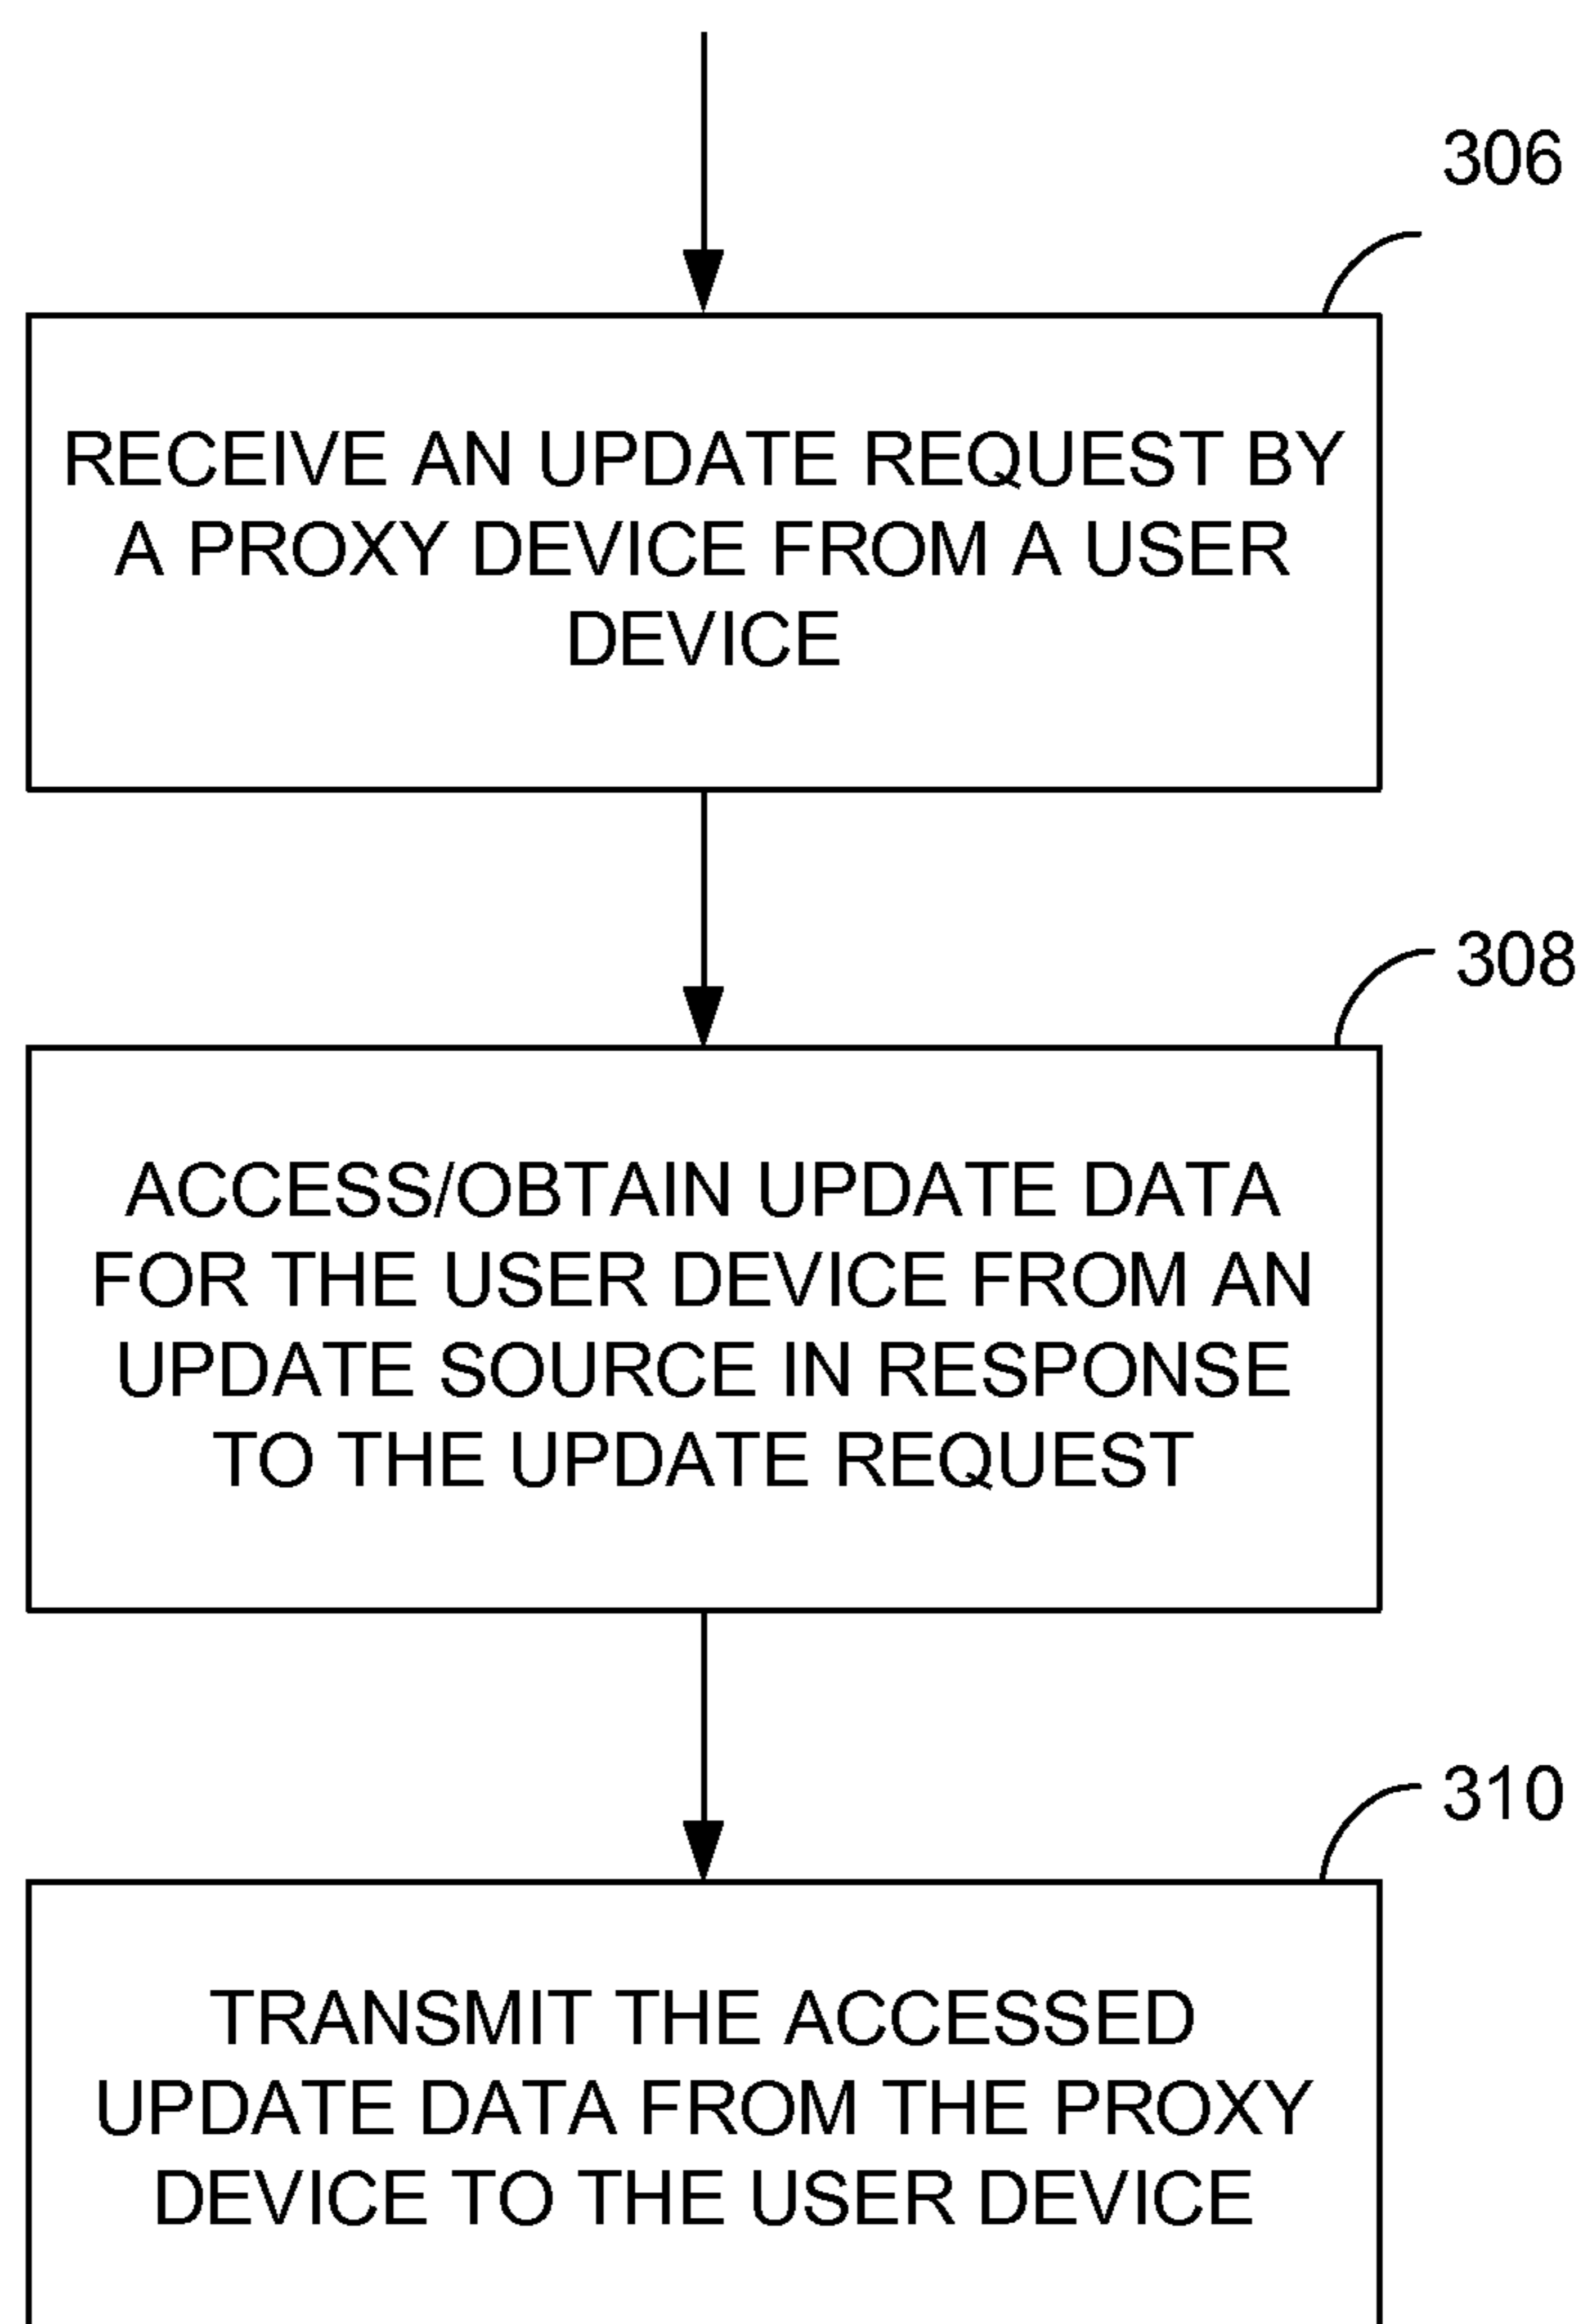 306
RECEIVE AN UPDATE REQUEST BY
A PROXY DEVICE FROM A USER
DEVICE
308
ACCESS/OBTAIN UPDATE DATA
FOR THE USER DEVICE FROM AN
UPDATE SOURCE IN RESPONSE
TO THE UPDATE REQUEST
310
TRANSMIT THE ACCESSED
UPDATE DATA FROM THE PROXY
DEVICE TO THE USER DEVICE